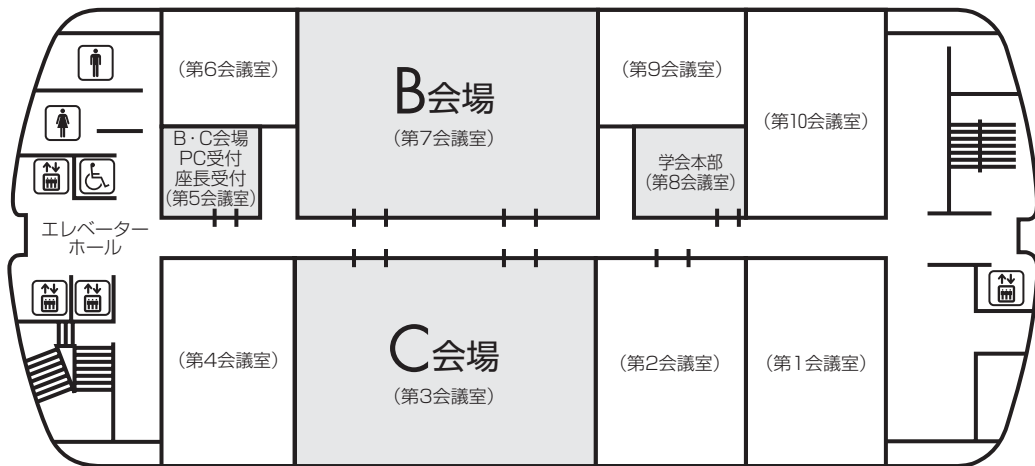 (第6会議室)
B会場
(第7会議室)
(第9会議室)
(第10会議室)
B・C会場
PC受付
座長受付
(第5会議室)
学会本部
(第8会議室)
エレベーター
ホール
(第4会議室)
C会場
(第3会議室)
(第2会議室)
(第1会議室)